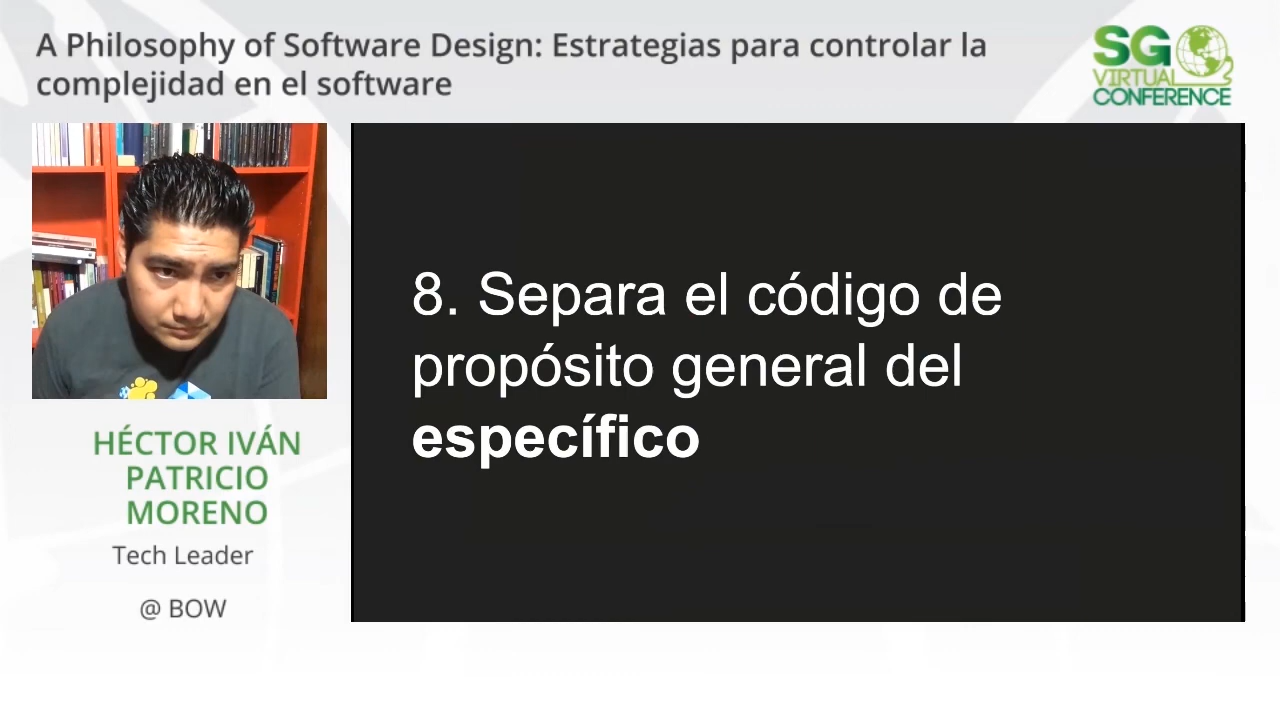 A Philosophy of Software Design: Estrategias para controlar la
complejidad en el software
SG
VIRTUAL
CONFERENCE
8. Separa el código de
propósito general del
específico
HÉCTOR IVÁN
PATRICIO
MORENO
Tech Leader
@ BOW